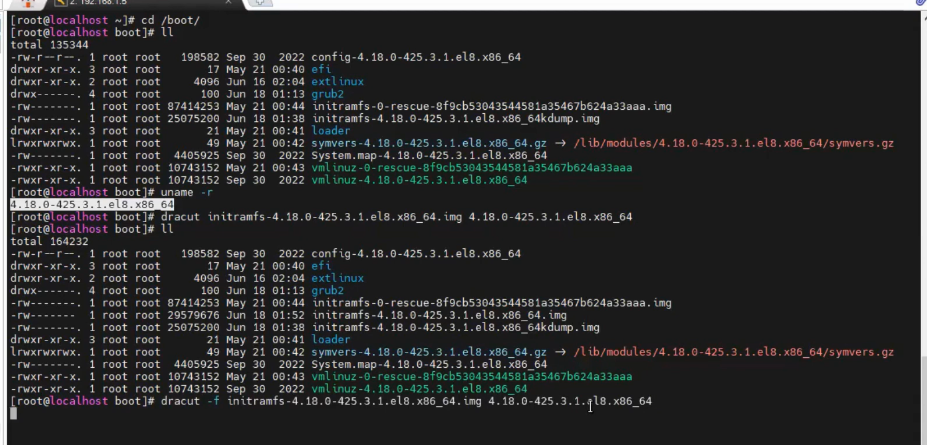 2. 192.168.1.5
[root@localhost ~]# cd /boot/
[root@localhost boot]# ll
total 135344
-rw-r--r--. 1 root root   198582 Sep 30  2022 config-4.18.0-425.3.1.el8.x86_64
drwxr-xr-x. 3 root root       17 May 21 00:40 efi
drwxr-xr-x. 2 root root     4096 Jun 16 02:04 extlinux
drwx------. 4 root root      100 Jun 18 01:13 grub2
-rw-------. 1 root root 87414253 May 21 00:44 initramfs-0-rescue-8f9cb53043544581a35467b624a33aaa.img
-rw-------. 1 root root 25075200 Jun 18 01:38 initramfs-4.18.0-425.3.1.el8.x86_64kdump.img
drwxr-xr-x. 3 root root       21 May 21 00:41 loader
lrwxrwxrwx. 1 root root       49 May 21 00:42 symvers-4.18.0-425.3.1.el8.x86_64.gz -> /lib/modules/4.18.0-425.3.1.el8.x86_64/symvers.gz
-rw-------. 1 root root  4405925 Sep 30  2022 System.map-4.18.0-425.3.1.el8.x86_64
-rwxr-xr-x. 1 root root 10743152 May 21 00:43 vmlinuz-0-rescue-8f9cb53043544581a35467b624a33aaa
-rwxr-xr-x. 1 root root 10743152 Sep 30  2022 vmlinuz-4.18.0-425.3.1.el8.x86_64
[root@localhost boot]# uname -r
4.18.0-425.3.1.el8.x86_64
[root@localhost boot]# dracut initramfs-4.18.0-425.3.1.el8.x86_64.img 4.18.0-425.3.1.el8.x86_64
[root@localhost boot]# ll
total 164232
-rw-r--r--. 1 root root   198582 Sep 30  2022 config-4.18.0-425.3.1.el8.x86_64
drwxr-xr-x. 3 root root       17 May 21 00:40 efi
drwxr-xr-x. 2 root root     4096 Jun 16 02:04 extlinux
drwx------. 4 root root      100 Jun 18 01:13 grub2
-rw-------. 1 root root 87414253 May 21 00:44 initramfs-0-rescue-8f9cb53043544581a35467b624a33aaa.img
-rw-------  1 root root 29579676 Jun 18 01:52 initramfs-4.18.0-425.3.1.el8.x86_64.img
-rw-------. 1 root root 25075200 Jun 18 01:38 initramfs-4.18.0-425.3.1.el8.x86_64kdump.img
drwxr-xr-x. 3 root root       21 May 21 00:41 loader
lrwxrwxrwx. 1 root root       49 May 21 00:42 symvers-4.18.0-425.3.1.el8.x86_64.gz -> /lib/modules/4.18.0-425.3.1.el8.x86_64/symvers.gz
-rw-------. 1 root root  4405925 Sep 30  2022 System.map-4.18.0-425.3.1.el8.x86_64
-rwxr-xr-x. 1 root root 10743152 May 21 00:43 vmlinuz-0-rescue-8f9cb53043544581a35467b624a33aaa
-rwxr-xr-x. 1 root root 10743152 Sep 30  2022 vmlinuz-4.18.0-425.3.1.el8.x86_64
[root@localhost boot]# dracut -f initramfs-4.18.0-425.3.1.el8.x86_64.img 4.18.0-425.3.1.el8.x86_64